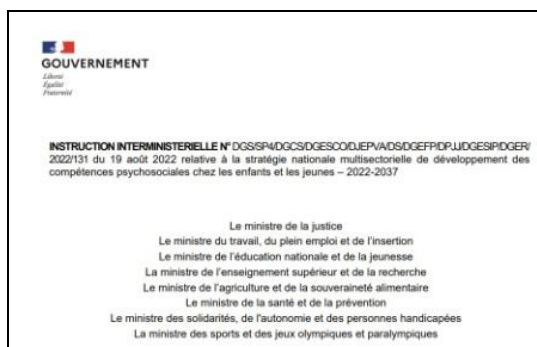 GOUVERNEMENT
Liberté
Égalité
Fraternité
INSTRUCTION INTERMINISTERIELLE N° DGS/SP4/DGCS/DGESCO/DJEPVA/DS/DGEFP/DPJJ/DGESIP/DGER/
2022/131 du 19 août 2022 relative à la stratégie nationale multisectorielle de développement des
compétences psychosociales chez les enfants et les jeunes – 2022-2037
Le ministre de la justice
Le ministre du travail, du plein emploi et de l'insertion
Le ministre de l'éducation nationale et de la jeunesse
La ministre de l'enseignement supérieur et de la recherche
Le ministre de l'agriculture et de la souveraineté alimentaire
Le ministre de la santé et de la prévention
Le ministre des solidarités, de l'autonomie et des personnes handicapées
La ministre des sports et des jeux olympiques et paralympiques